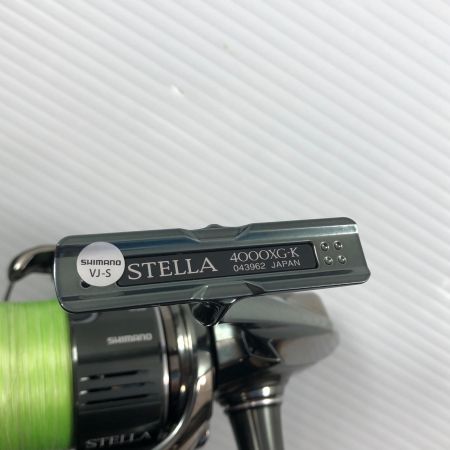 SHIMANO
VJ-S
STELLA
4000XG-K
043962 JAPAN
SHIMANO
STELLA